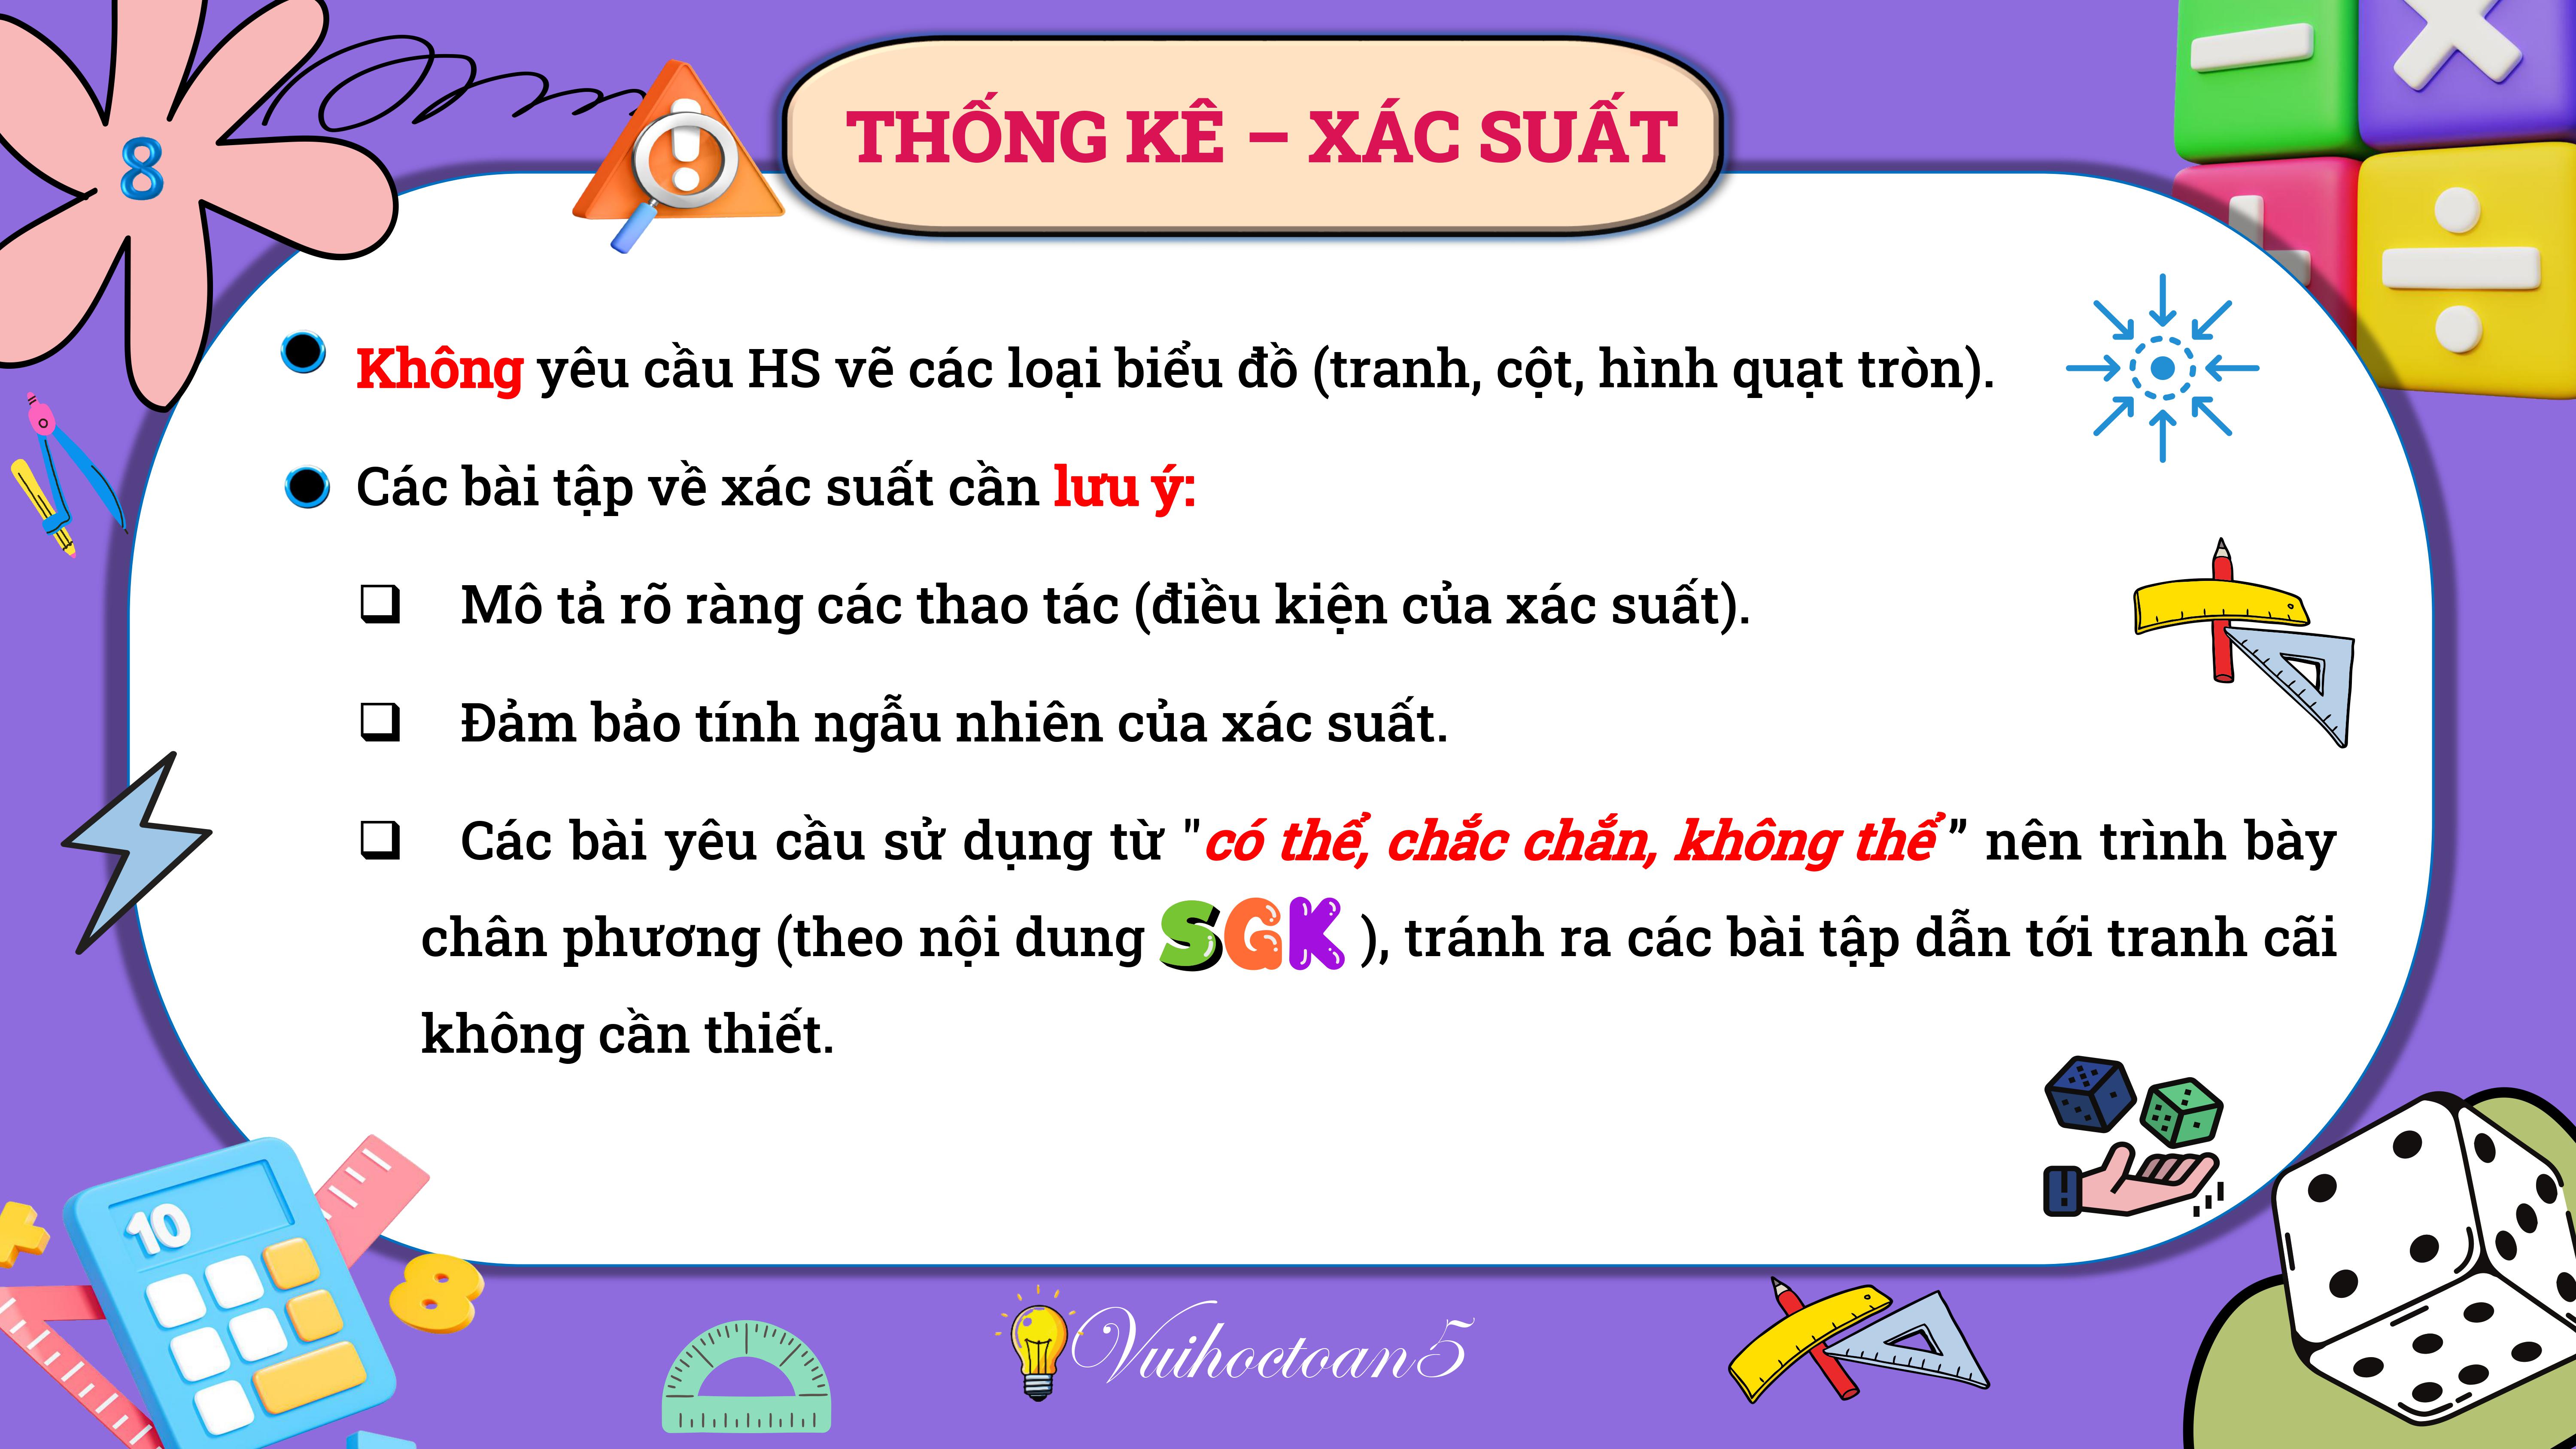 8
THỐNG KÊ – XÁC SUẤT
Không yêu cầu HS vẽ các loại biểu đồ (tranh, cột, hình quạt tròn).
Các bài tập về xác suất cần lưu ý:
Mô tả rõ ràng các thao tác (điều kiện của xác suất).
Đảm bảo tính ngẫu nhiên của xác suất.
Các bài yêu cầu sử dụng từ "có thể, chắc chắn, không thể” nên trình bày
chân phương (theo nội dung SGK ), tránh ra các bài tập dẫn tới tranh cãi
không cần thiết.
10
8
Vuihoctoan5